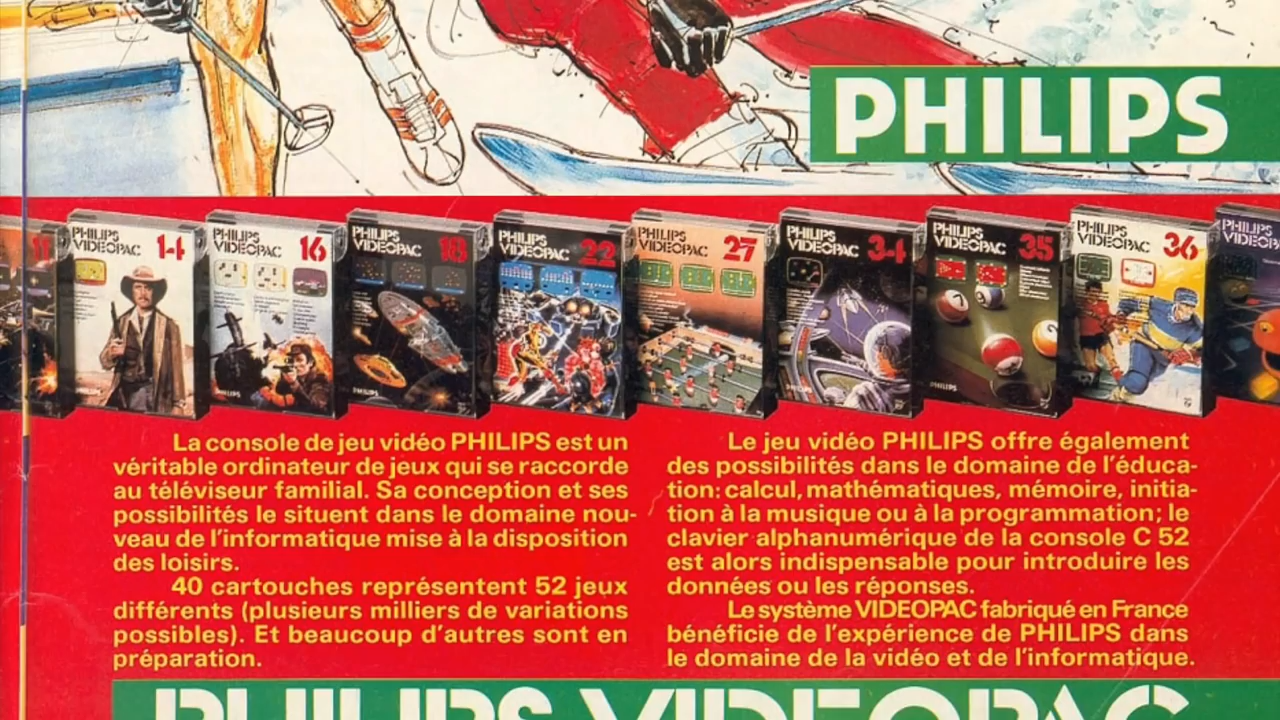 PHILIPS
11
PHILIPS
VIDEOPAC 14
PHILIPS
VIDEOPAC 16
PHILIPS
VIDEOPAC 18
PHILIPS
VIDEOPAC 22
PHILIPS
VIDEOPAC 27
PHILIPS
VIDEOPAC 34
PHILIPS
VIDEOPAC 35
PHILIPS
VIDEOPAC 36
PHILIPS
La console de jeu vidéo PHILIPS est un
véritable ordinateur de jeux qui se raccorde
au téléviseur familial. Sa conception et ses
possibilités le situent dans le domaine nou-
veau de l'informatique mise à la disposition
des loisirs.
40 cartouches représentent 52 jeux
différents (plusieurs milliers de variations
possibles). Et beaucoup d'autres sont en
préparation.
Le jeu vidéo PHILIPS offre également
des possibilités dans le domaine de l'éduca-
tion: calcul, mathématiques, mémoire, initia-
tion à la musique ou à la programmation; le
clavier alphanumérique de la console C 52
est alors indispensable pour introduire les
données ou les réponses.
Le système VIDEOPAC fabriqué en France
bénéficie de l'expérience de PHILIPS dans
le domaine de la vidéo et de l'informatique.
PHILIPS VIDEOPAC